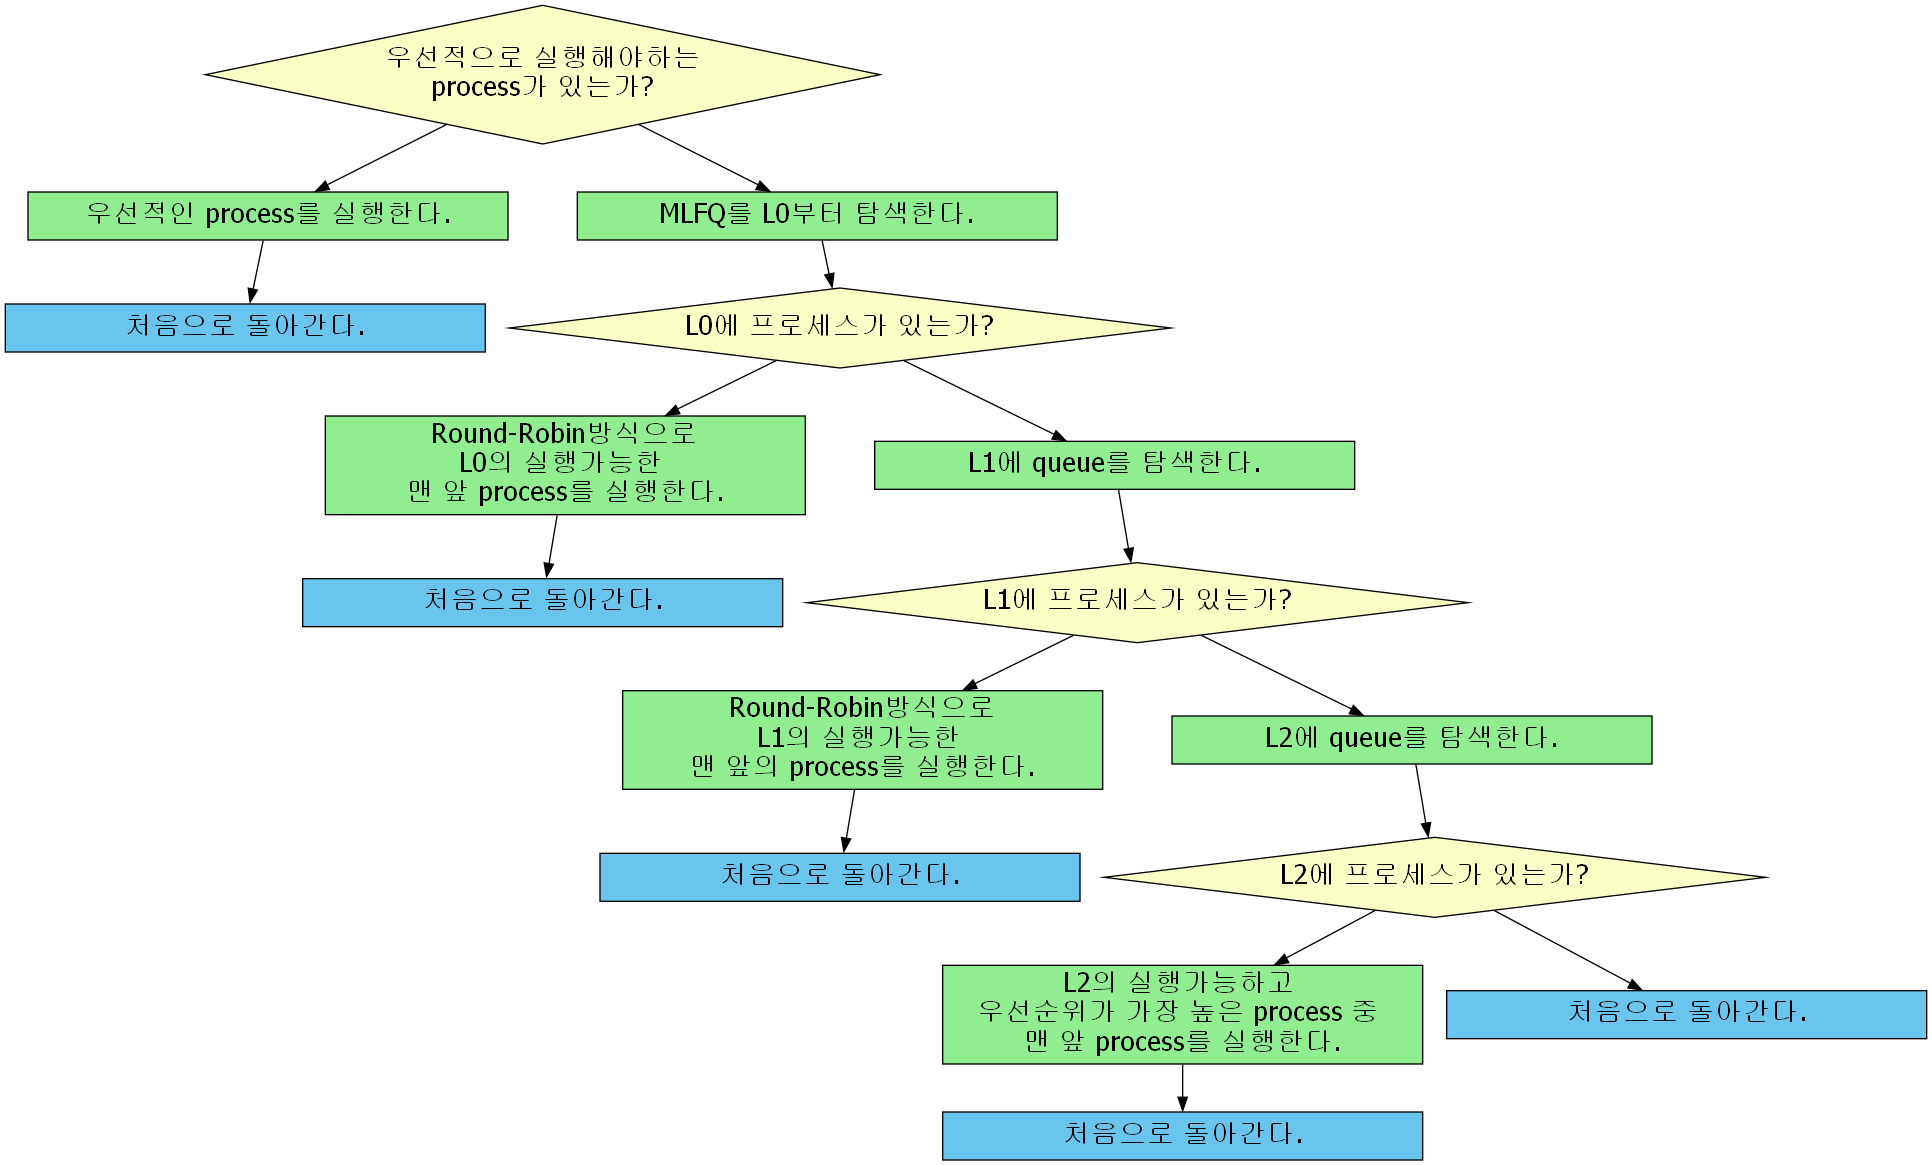 우선적으로 실행해야하는
process가 있는가?
우선적인 process를 실행한다.
MLFQ를 L0부터 탐색한다.
처음으로 돌아간다.
L0에 프로세스가 있는가?
Round-Robin방식으로
L0의 실행가능한
맨 앞 process를 실행한다.
L1에 queue를 탐색한다.
처음으로 돌아간다.
L1에 프로세스가 있는가?
Round-Robin방식으로
L1의 실행가능한
맨 앞의 process를 실행한다.
L2에 queue를 탐색한다.
처음으로 돌아간다.
L2에 프로세스가 있는가?
L2의 실행가능하고
우선순위가 가장 높은 process 중
맨 앞 process를 실행한다.
처음으로 돌아간다.
처음으로 돌아간다.